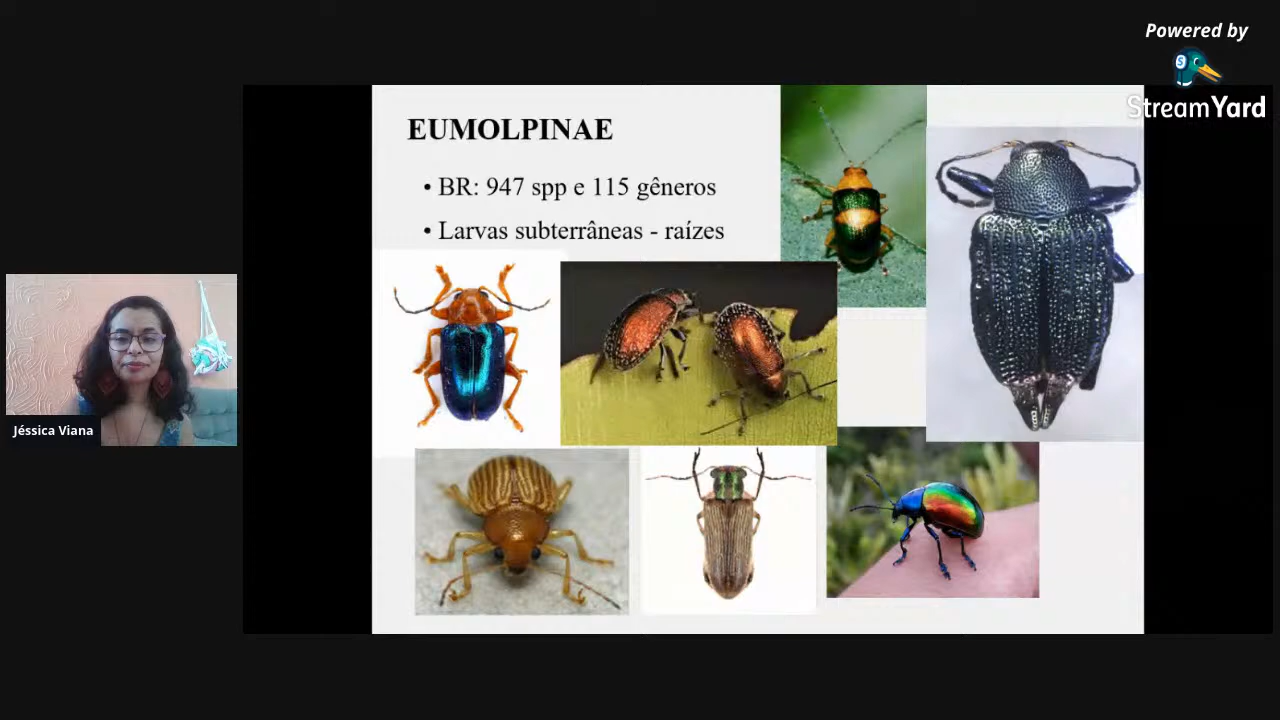 Powered by
StreamYard
EUMOLPINAE
• BR: 947 spp e 115 gêneros
• Larvas subterrâneas - raízes
Jéssica Viana